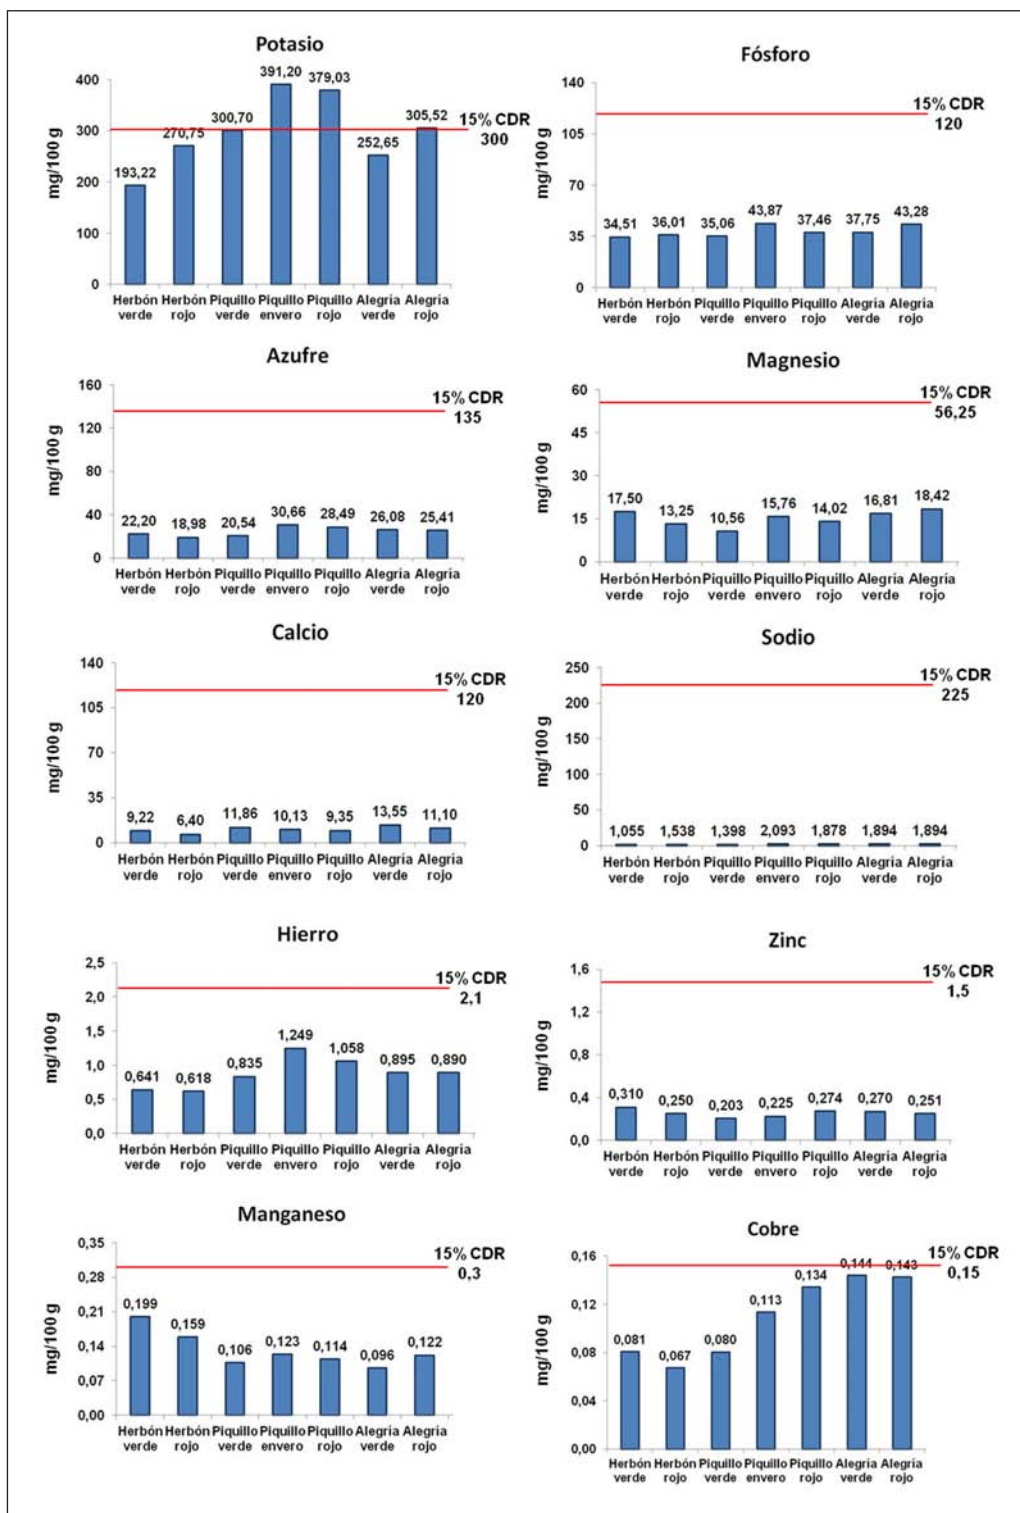 Potasio
400
300
200
100
0
mg/100 g
193,22
270,75
300,70
391,20
379,03
252,65
305,52
15% CDR
300
Herbón Herbón Piquillo Piquillo Piquillo Alegría Alegría
verde rojo verde envero rojo verde rojo
Fósforo
140
105
70
35
0
mg/100 g
34,51 36,01 35,06 43,87 37,46 37,75 43,28
15% CDR
120
Herbón Herbón Piquillo Piquillo Piquillo Alegría Alegría
verde rojo verde envero rojo verde rojo
Azufre
160
120
80
40
0
mg/100 g
22,20 18,98 20,54 30,66 28,49 26,08 25,41
15% CDR
135
Herbón Herbón Piquillo Piquillo Piquillo Alegría Alegría
verde rojo verde envero rojo verde rojo
Magnesio
60
45
30
15
0
mg/100 g
17,50 13,25 10,56 15,76 14,02 16,81 18,42
15% CDR
56,25
Herbón Herbón Piquillo Piquillo Piquillo Alegría Alegría
verde rojo verde envero rojo verde rojo
Calcio
140
105
70
35
0
mg/100 g
9,22 6,40 11,86 10,13 9,35 13,55 11,10
15% CDR
120
Herbón Herbón Piquillo Piquillo Piquillo Alegría Alegría
verde rojo verde envero rojo verde rojo
Sodio
250
200
150
100
50
0
mg/100 g
1,055 1,538 1,398 2,093 1,878 1,894 1,894
15% CDR
225
Herbón Herbón Piquillo Piquillo Piquillo Alegría Alegría
verde rojo verde envero rojo verde rojo
Hierro
2,5
2,0
1,5
1,0
0,5
0,0
mg/100 g
0,641 0,618 0,835 1,249 1,058 0,895 0,890
15% CDR
2,1
Herbón Herbón Piquillo Piquillo Piquillo Alegría Alegría
verde rojo verde envero rojo verde rojo
Zinc
1,6
1,2
0,8
0,4
0,0
mg/100 g
0,310 0,250 0,203 0,225 0,274 0,270 0,251
15% CDR
1,5
Herbón Herbón Piquillo Piquillo Piquillo Alegría Alegría
verde rojo verde envero rojo verde rojo
Manganeso
0,35
0,28
0,21
0,14
0,07
0,00
mg/100 g
0,199 0,159 0,106 0,123 0,114 0,096 0,122
15% CDR
0,3
Herbón Herbón Piquillo Piquillo Piquillo Alegría Alegría
verde rojo verde envero rojo verde rojo
Cobre
0,16
0,12
0,08
0,04
0,00
mg/100 g
0,081 0,067 0,080 0,113 0,134 0,144 0,143
15% CDR
0,15
Herbón Herbón Piquillo Piquillo Piquillo Alegría Alegría
verde rojo verde envero rojo verde rojo